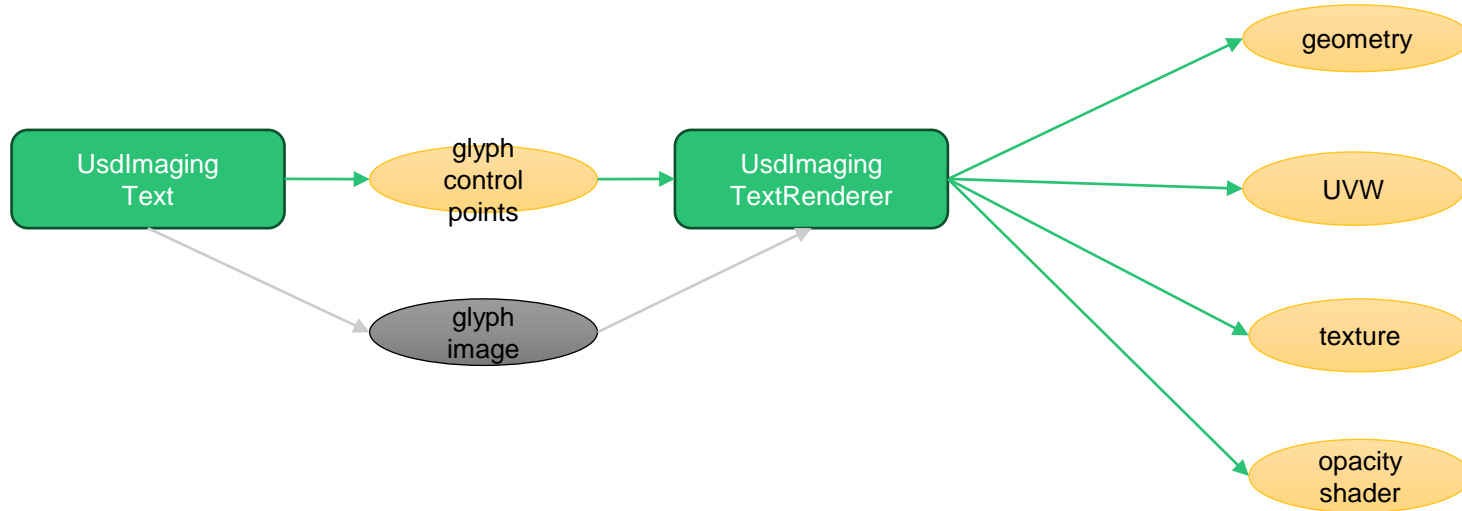 UsdImaging
Text
glyph
control
points
UsdImaging
TextRenderer
glyph
image
geometry
UVW
texture
opacity
shader